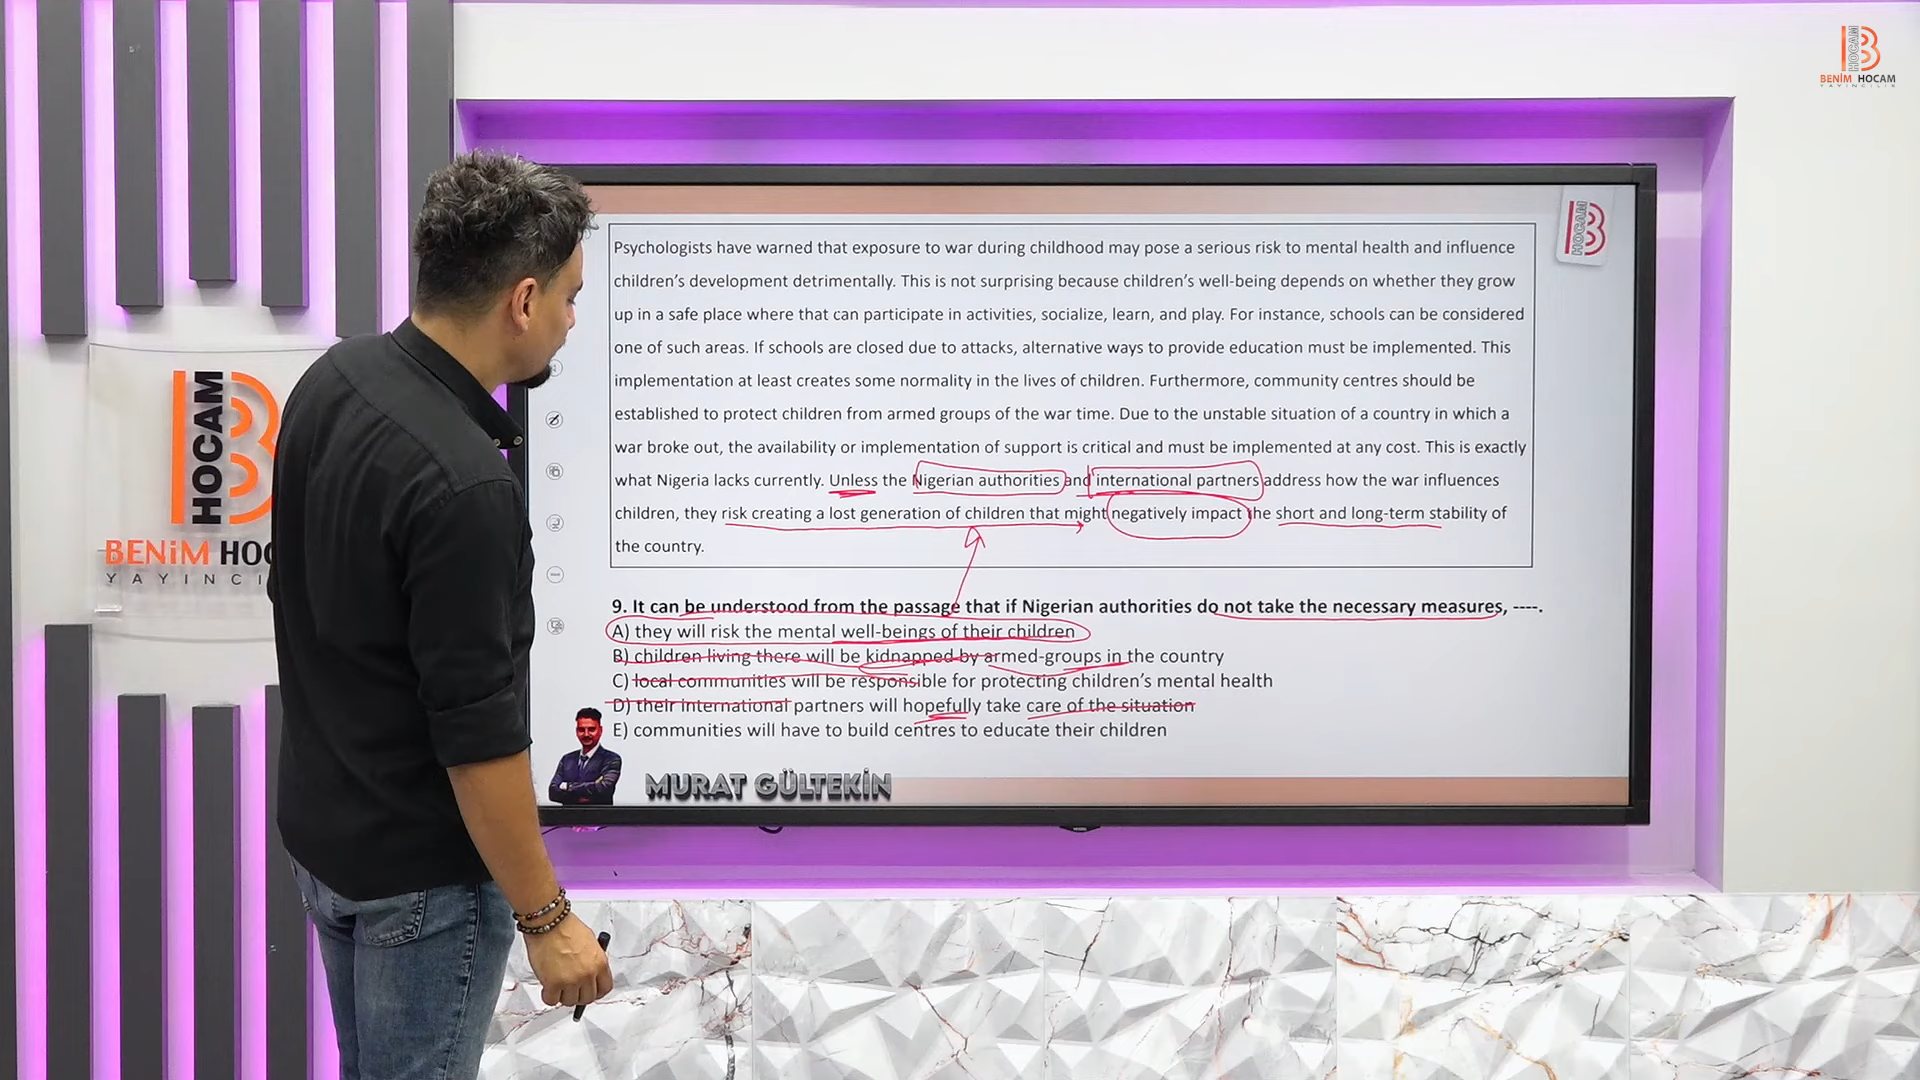 HOCAM
BENİM HOCAM
YAYINCILIK
HOCAM
Psychologists have warned that exposure to war during childhood may pose a serious risk to mental health and influence
children's development detrimentally. This is not surprising because children's well-being depends on whether they grow
up in a safe place where that can participate in activities, socialize, learn, and play. For instance, schools can be considered
one of such areas. If schools are closed due to attacks, alternative ways to provide education must be implemented. This
implementation at least creates some normality in the lives of children. Furthermore, community centres should be
established to protect children from armed groups of the war time. Due to the unstable situation of a country in which a
war broke out, the availability or implementation of support is critical and must be implemented at any cost. This is exactly
what Nigeria lacks currently. Unless the Nigerian authorities and international partners address how the war influences
children, they risk creating a lost generation of children that might negatively impact the short and long-term stability of
the country.
9. It can be understood from the passage that if Nigerian authorities do not take the necessary measures, ----.
A) they will risk the mental well-beings of their children
B) children living there will be kidnapped by armed-groups in the country
C) local communities will be responsible for protecting children's mental health
D) their international partners will hopefully take care of the situation
E) communities will have to build centres to educate their children
MURAT GÜLTEKİN
HOCAM
BENiM HOC
YAYINCI